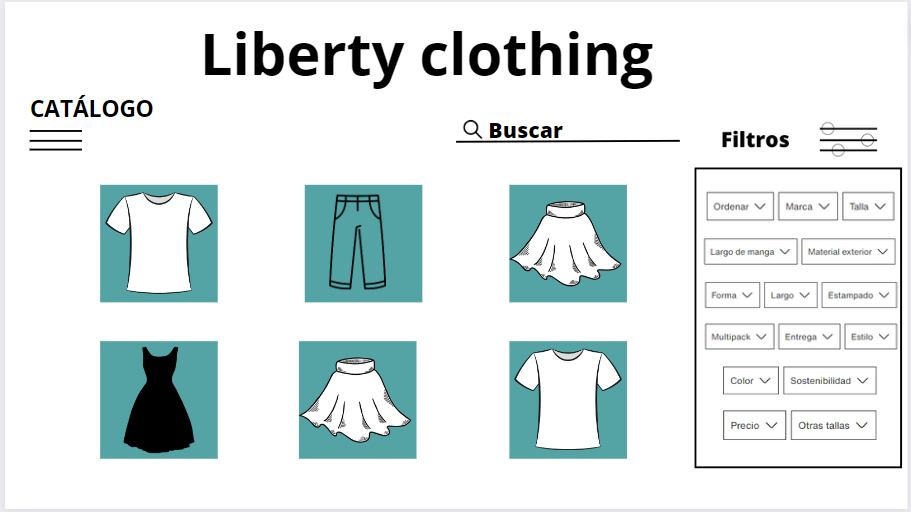 Liberty clothing
CATÁLOGO
Buscar
Filtros
Ordenar Marca Talla
Largo de manga Material exterior
Forma Largo Estampado
Multipack Entrega Estilo
Color Sostenibilidad
Precio Otras tallas